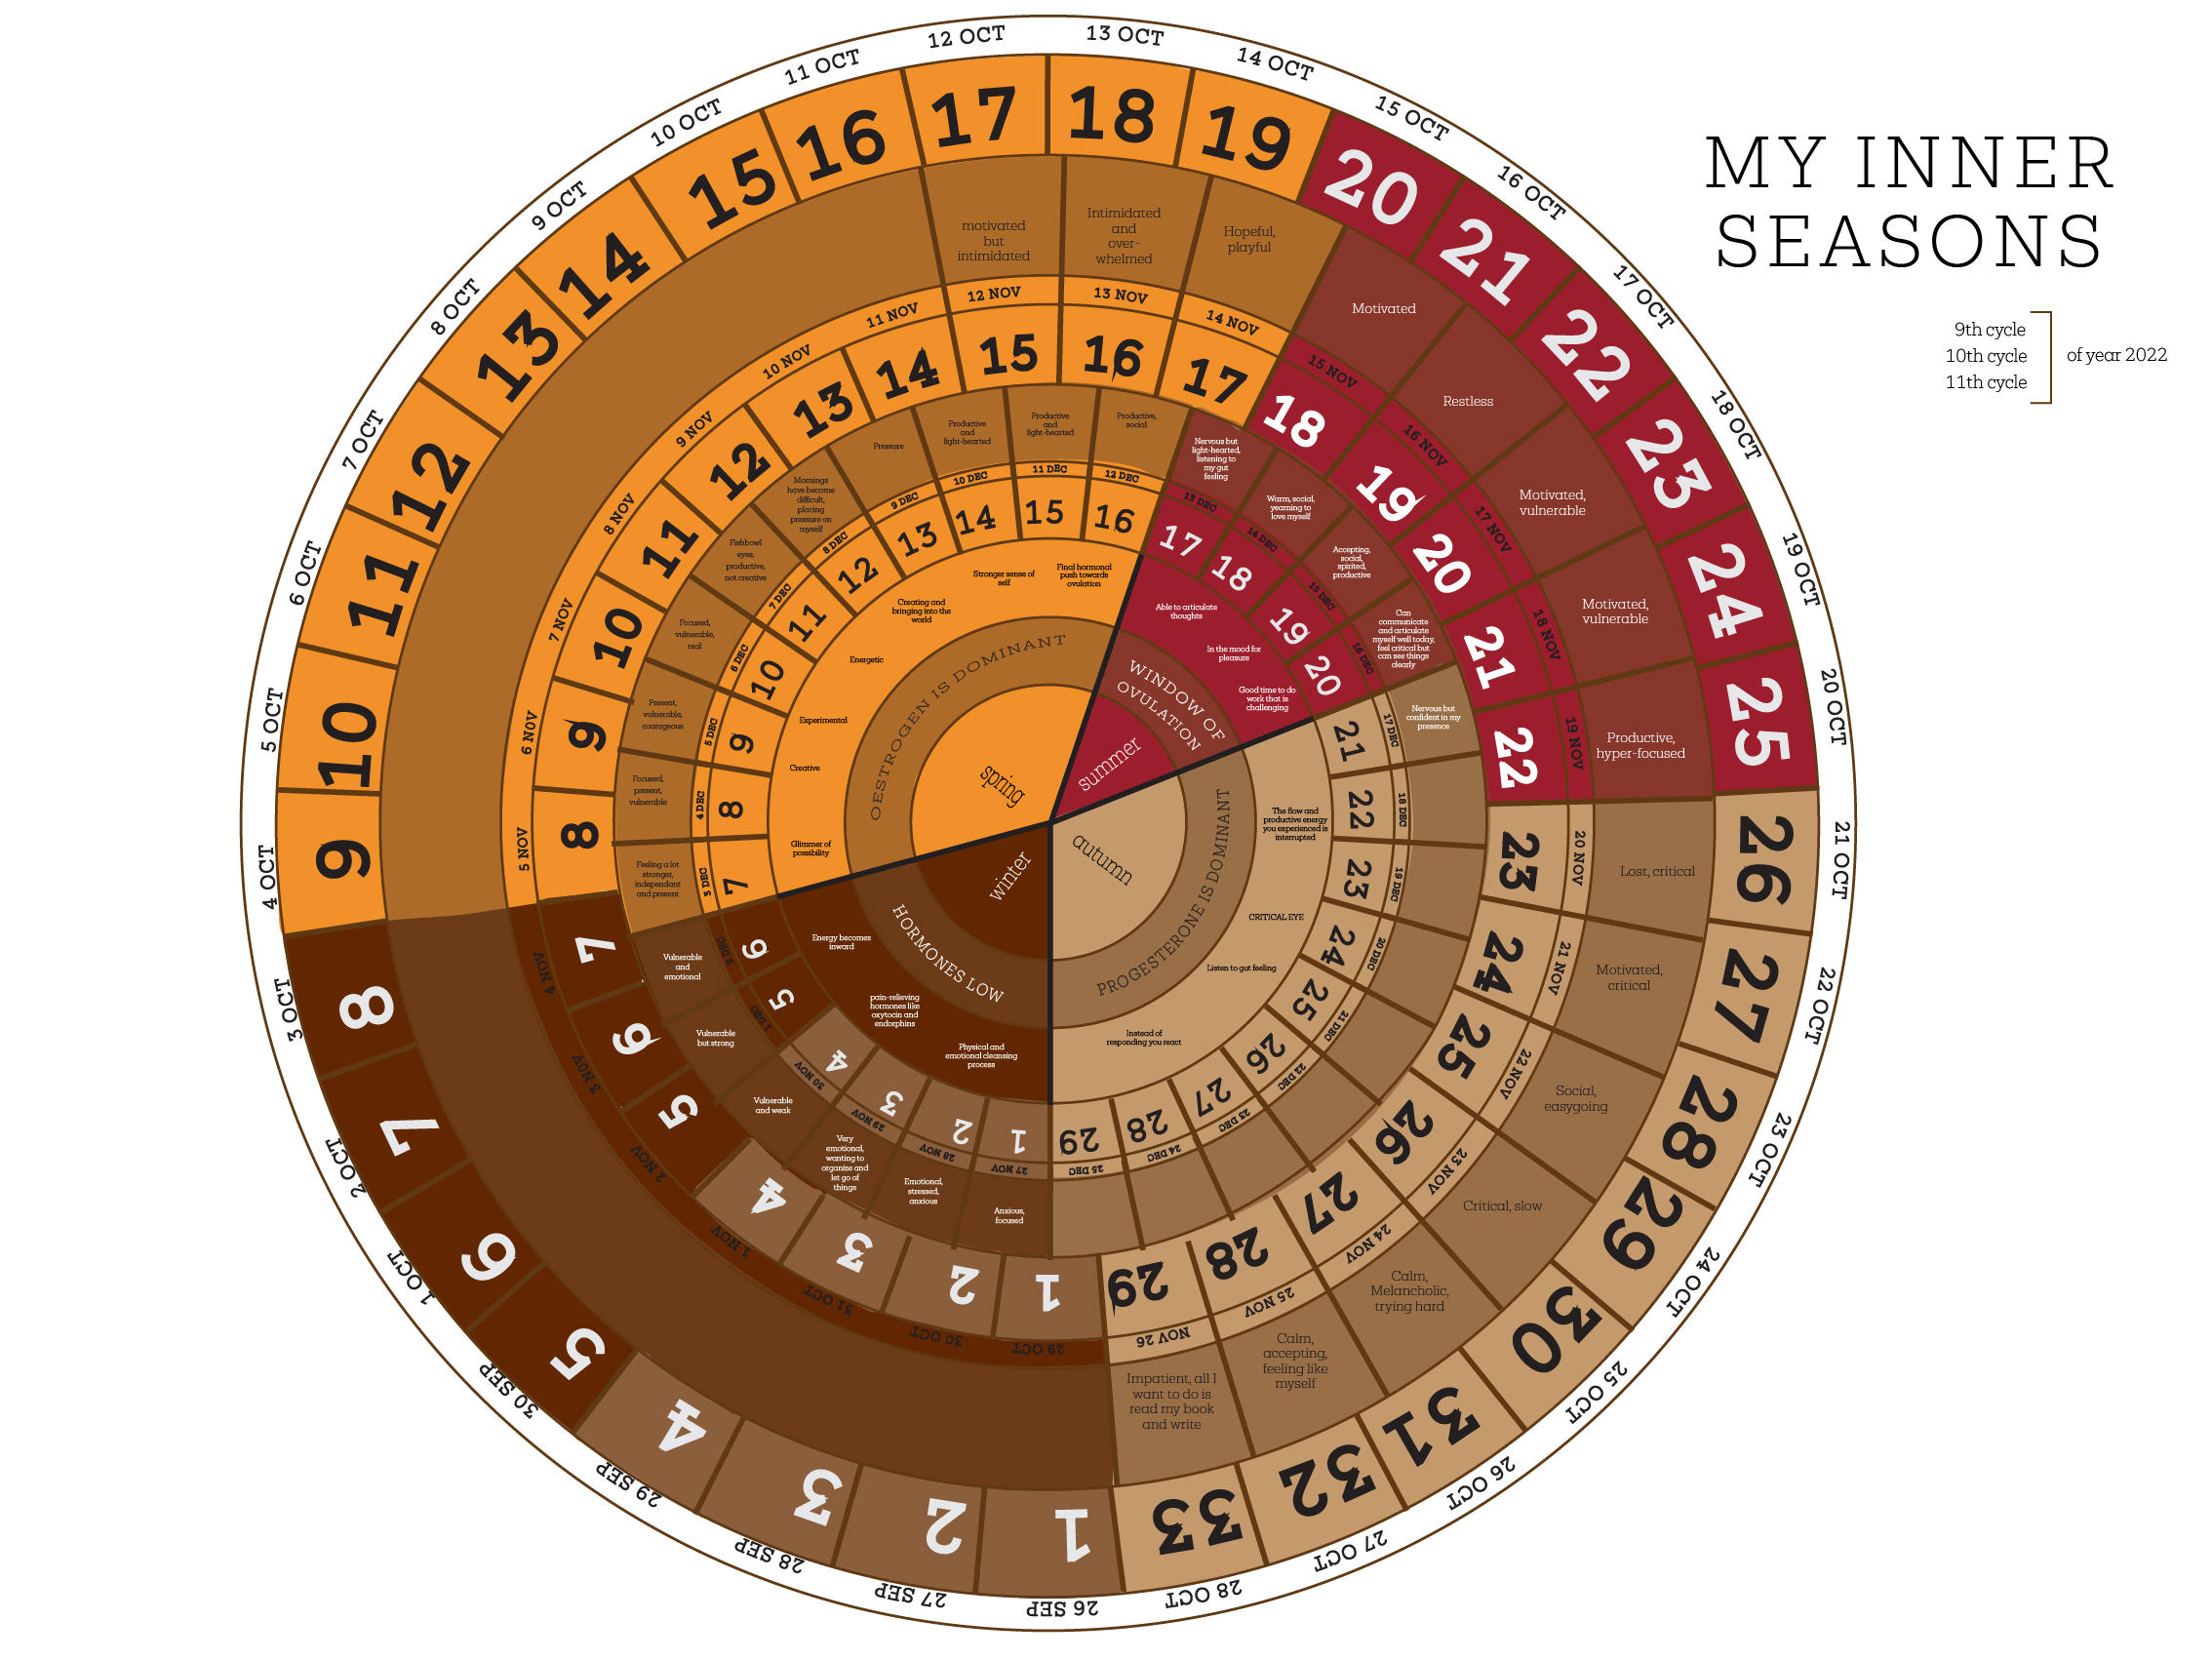 MY INNER
SEASONS
9th cycle
10th cycle
11th cycle
of year 2022
26 SEP
27 SEP
28 SEP
29 SEP
30 SEP
1 OCT
2 OCT
3 OCT
4 OCT
5 OCT
6 OCT
7 OCT
8 OCT
9 OCT
10 OCT
11 OCT
12 OCT
13 OCT
14 OCT
15 OCT
16 OCT
17 OCT
18 OCT
19 OCT
20 OCT
21 OCT
22 OCT
23 OCT
24 OCT
25 OCT
26 OCT
27 OCT
28 OCT
1
2
3
4
5
6
7
8
9
10
11
12
13
14
15
16
17
18
19
20
21
22
23
24
25
26
27
28
29
30
31
32
33
motivated
but
intimidated
Intimidated
and
over-
whelmed
Hopeful,
playful
Motivated
Restless
Motivated,
vulnerable
Motivated,
vulnerable
Productive,
hyper-focused
Lost, critical
Motivated,
critical
Social,
easygoing
Critical, slow
Calm,
Melancholic,
trying hard
Calm,
accepting,
feeling like
myself
Impatient, all I
want to do is
read my book
and write
29 OCT
30 OCT
31 OCT
1 NOV
2 NOV
3 NOV
4 NOV
5 NOV
6 NOV
7 NOV
8 NOV
9 NOV
10 NOV
11 NOV
12 NOV
13 NOV
14 NOV
15 NOV
16 NOV
17 NOV
18 NOV
19 NOV
20 NOV
21 NOV
22 NOV
23 NOV
24 NOV
25 NOV
NOV 26
1
2
3
4
5
6
7
8
9
10
11
12
13
14
15
16
17
18
19
20
21
22
23
24
25
26
27
28
29
Anxious,
focused
Emotional,
stressed,
anxious
Very
emotional,
wanting to
organise and
let go of
things
Vulnerable
and weak
Vulnerable
but strong
Vulnerable
and
emotional
Feeling a lot
stronger,
independant
and present
Focused,
present,
vulnerable
Present,
vulnerable,
courageous
Focused,
vulnerable,
real
Fishbowl
eyes,
productive,
not creative
Mornings
have become
difficult,
placing
pressure on
myself
Pressure
Productive
and
light-hearted
Productive
and
light-hearted
Productive,
social
Nervous but
light-hearted,
listening to
my gut
feeling
Warm, social,
yearning to
love myself
Accepting,
social,
spirited,
productive
Can
communicate
and articulate
myself well today,
feel critical but
can see things
clearly
Nervous but
confident in my
presence
27 NOV
28 NOV
29 NOV
30 NOV
1 DEC
2 DEC
3 DEC
4 DEC
5 DEC
6 DEC
7 DEC
8 DEC
9 DEC
10 DEC
11 DEC
12 DEC
13 DEC
14 DEC
15 DEC
16 DEC
17 DEC
18 DEC
19 DEC
20 DEC
21 DEC
22 DEC
23 DEC
24 DEC
25 DEC
1
2
3
4
5
6
7
8
9
10
11
12
13
14
15
16
17
18
19
20
21
22
23
24
25
26
27
28
29
Energy becomes
inward
pain-relieving
hormones like
oxytocin and
endorphins
Physical and
emotional cleansing
process
Glimmer of
possibility
Creative
Experimental
Energetic
Creating and
bringing into the
world
Stronger sense of
self
Final hormonal
push towards
ovulation
Able to articulate
thoughts
In the mood for
pleasure
Good time to do
work that is
challenging
The flow and
productive energy
you experienced is
interrupted
CRITICAL EYE
Listen to gut feeling
Instead of
responding you react
HORMONES LOW
OESTROGEN IS DOMINANT
WINDOW OF
OVULATION
PROGESTERONE IS DOMINANT
winter
spring
summer
autumn